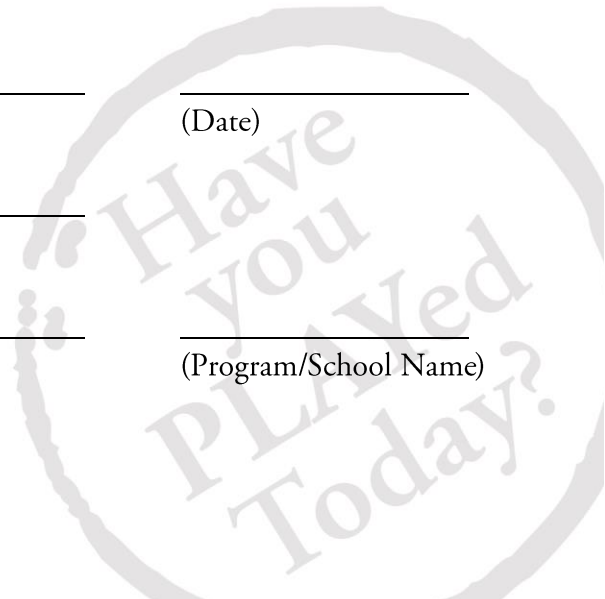 (Date)
Have
you
PLAYed
Today?
(Program/School Name)